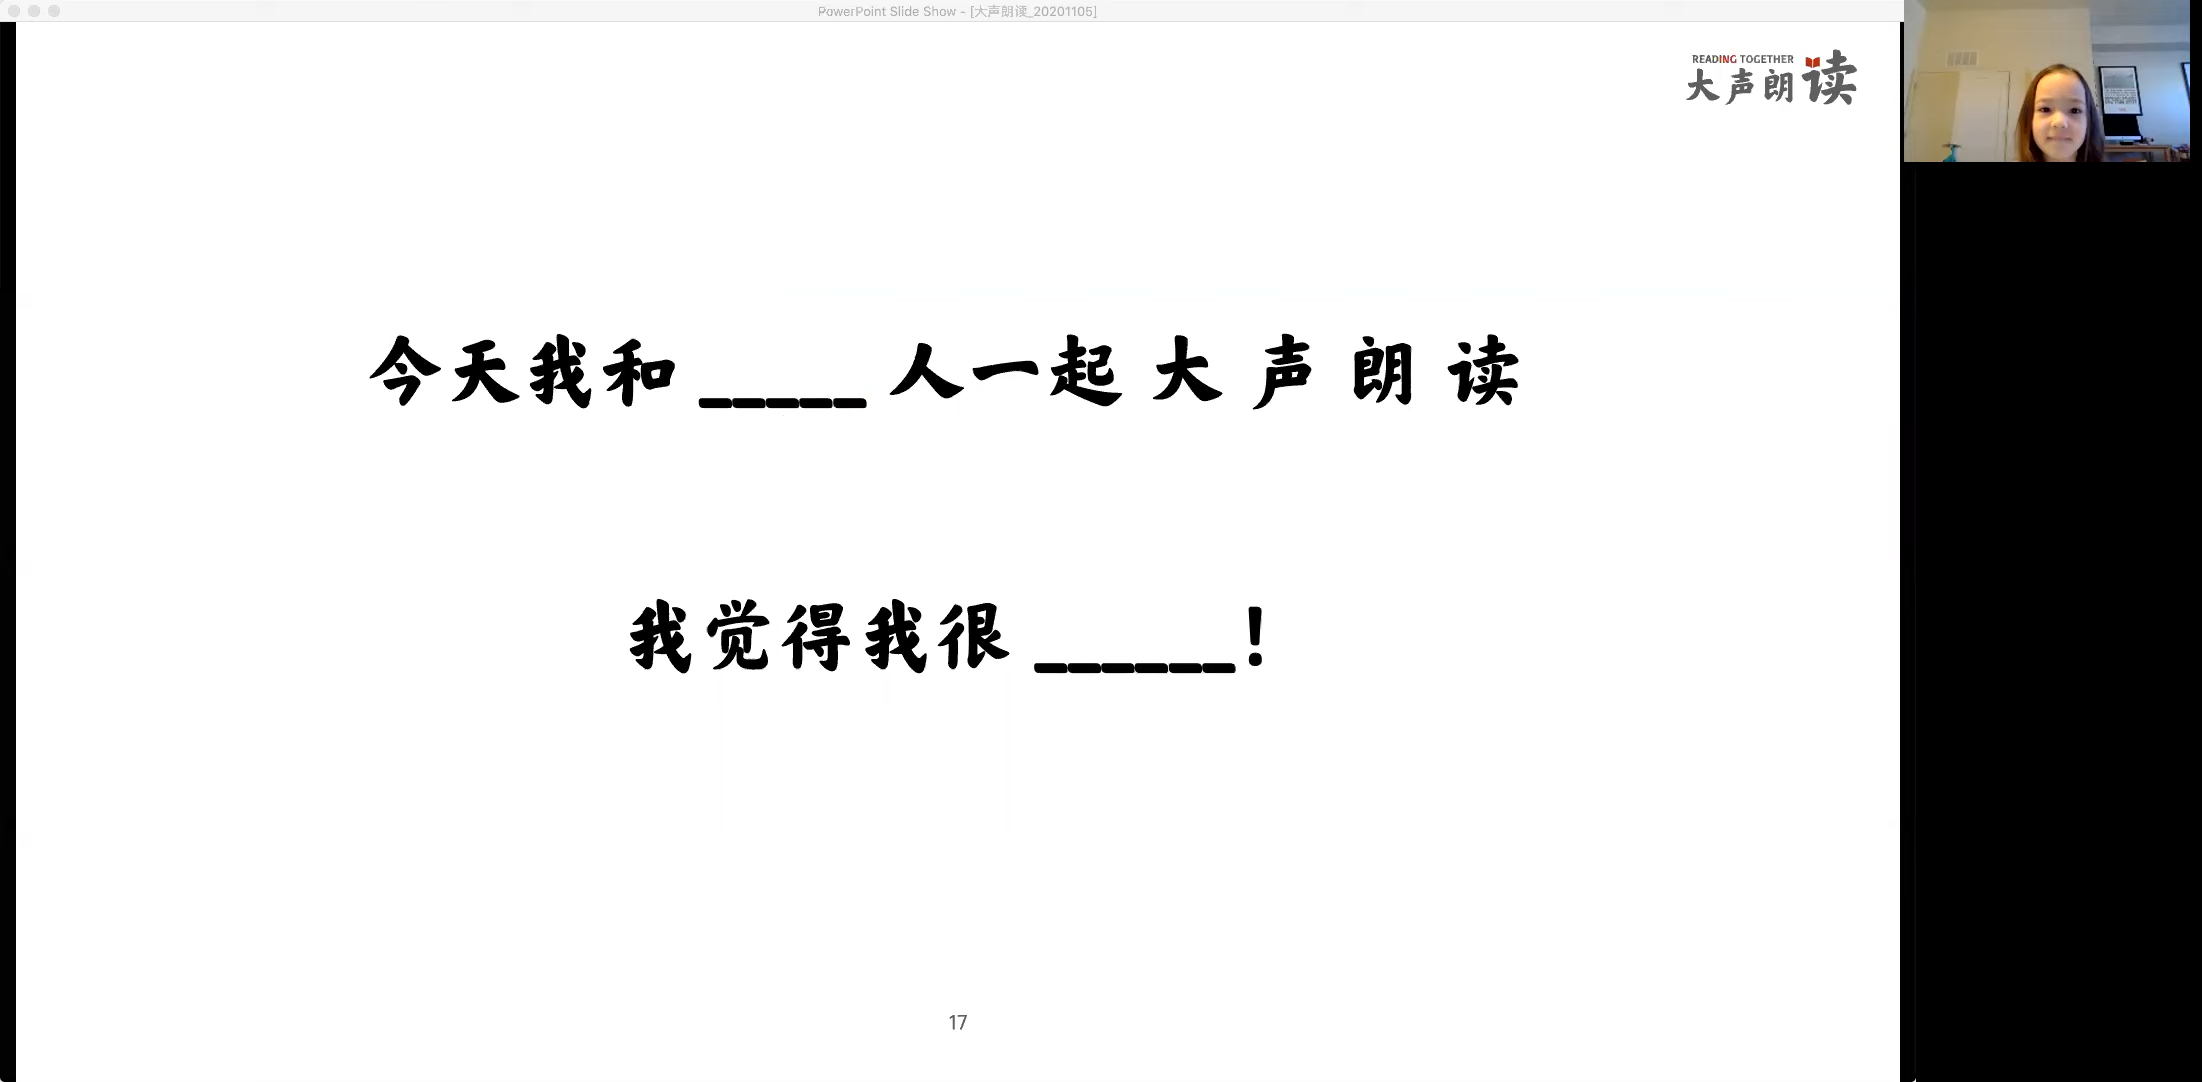 PowerPoint Slide Show - [大声朗读_20201105]
READING TOGETHER
大声朗读
今天我和 _____ 人一起 大 声 朗 读
我觉得我很 ______!
17